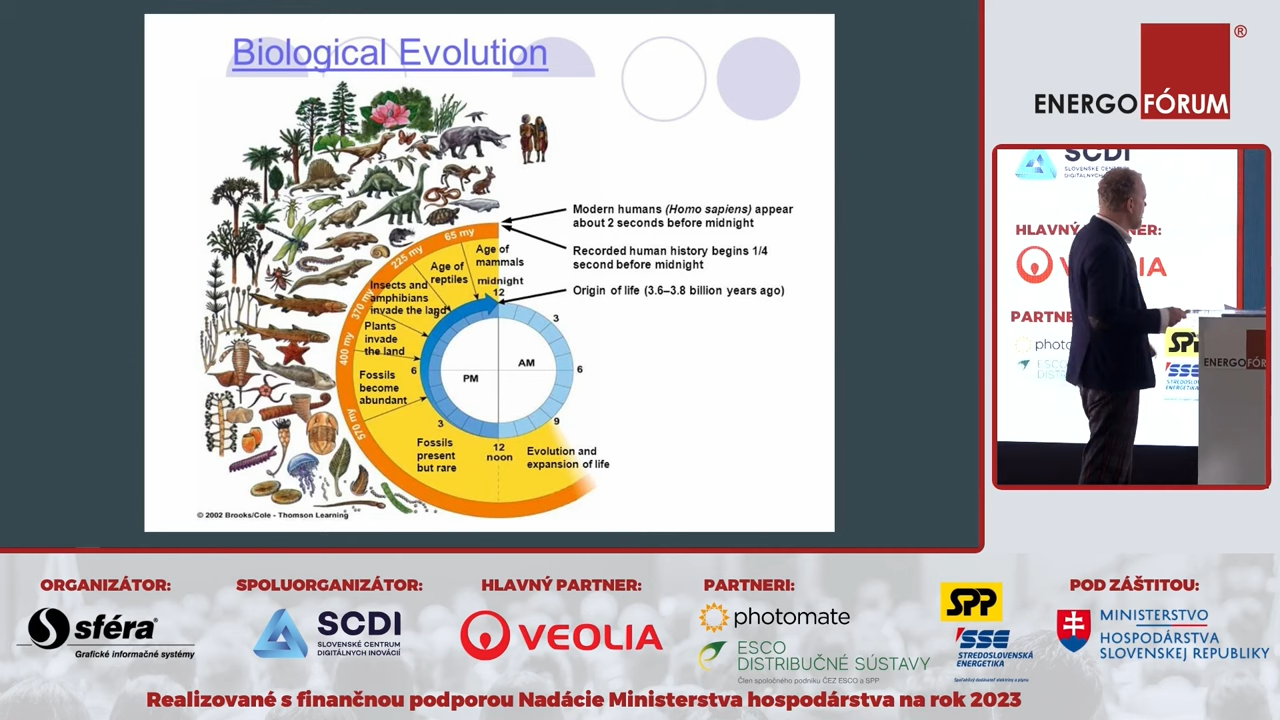 Biological Evolution
Modern humans (Homo sapiens) appear
about 2 seconds before midnight
Recorded human history begins 1/4
second before midnight
Origin of life (3.6–3.8 billion years ago)
65 my
225 my
370 my
400 my
570 my
Age of
mammals
Age of
reptiles
Insects and
amphibians
invade the land
Plants
invade
the land
Fossils
become
abundant
Fossils
present
but rare
Evolution and
expansion of life
midnight
12
3
6
9
12
noon
3
6
AM
PM
© 2002 Brooks/Cole - Thomson Learning
ENERGOFÓRUM®
SCDI
SLOVENSKÉ CENTRUM
HLAVNÝ
VEOLIA
PARTNE
photo
ESCO
SPP
SSE
STREDOSLOVENSKÁ
ENERGETIKA
ENERGOFÓR
ORGANIZÁTOR:
sféra®
Grafické informačné systémy
SPOLUORGANIZÁTOR:
SCDI
SLOVENSKÉ CENTRUM
DIGITÁLNYCH INOVÁCIÍ
HLAVNÝ PARTNER:
VEOLIA
PARTNERI:
photomate
ESCO
DISTRIBUČNÉ SÚSTAVY
Člen spoločného podniku ČEZ ESCO a SPP
SPP
SSE
STREDOSLOVENSKÁ
ENERGETIKA
Spoľahlivý dodávateľ elektriny a plynu
POD ZÁŠTITOU:
MINISTERSTVO
HOSPODÁRSTVA
SLOVENSKEJ REPUBLIKY
Realizované s finančnou podporou Nadácie Ministerstva hospodárstva na rok 2023